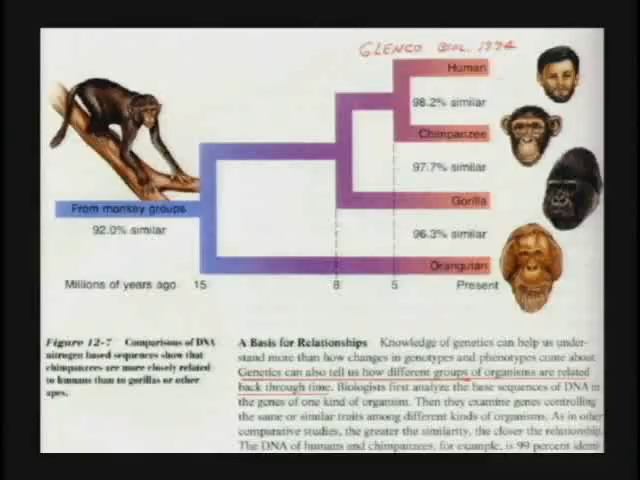 GLENCO BIOL. 1994
Human
98.2% similar
Chimpanzee
97.7% similar
From monkey groups
Gorilla
92.0% similar
96.3% similar
Orangutan
Millions of years ago 15 8 5 Present
Figure 12-7 Comparisons of DNA
nitrogen based sequences show that
chimpanzees are more closely related
to humans than to gorillas or other
apes.
A Basis for Relationships Knowledge of genetics can help us under-
stand more than how changes in genotypes and phenotypes come about
Genetics can also tell us how different groups of organisms are related
back through time. Biologists first analyze the base sequences of DNA in
the genes of one kind of organism. Then they examine genes controlling
the same or similar traits among different kinds of organisms. As in other
comparative studies, the greater the similarity, the closer the relationship
The DNA of humans and chimpanzees, for example, is 99 percent identi